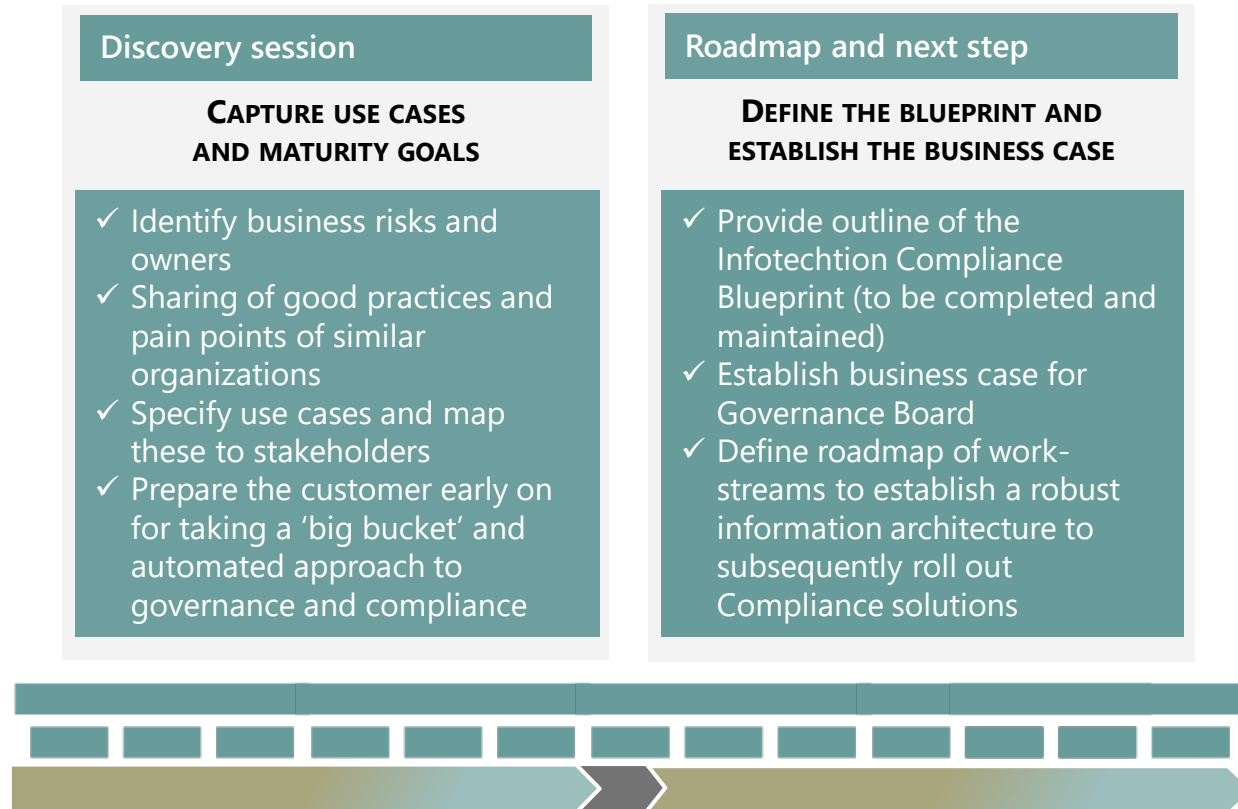 Discovery session
CAPTURE USE CASES
AND MATURITY GOALS
✓ Identify business risks and
owners
✓ Sharing of good practices and
pain points of similar
organizations
✓ Specify use cases and map
these to stakeholders
✓ Prepare the customer early on
for taking a ‘big bucket’ and
automated approach to
governance and compliance
Roadmap and next step
DEFINE THE BLUEPRINT AND
ESTABLISH THE BUSINESS CASE
✓ Provide outline of the
Infotechtion Compliance
Blueprint (to be completed and
maintained)
✓ Establish business case for
Governance Board
✓ Define roadmap of work-
streams to establish a robust
information architecture to
subsequently roll out
Compliance solutions